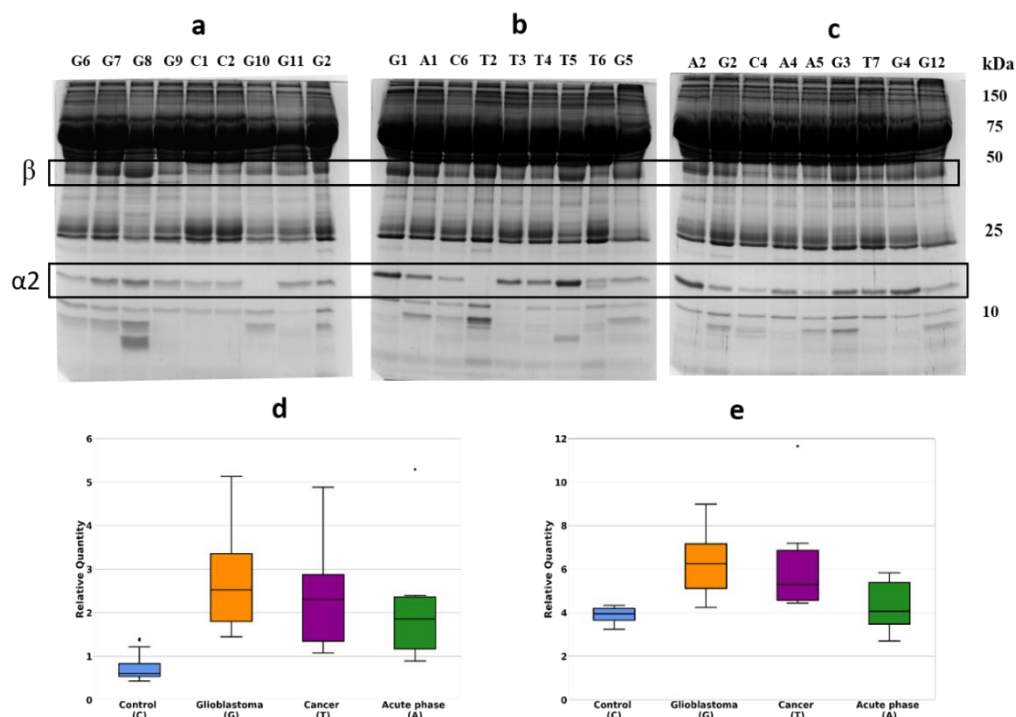 a b c
G6 G7 G8 G9 C1 C2 G10 G11 G2
G1 A1 C6 T2 T3 T4 T5 T6 G5
A2 G2 C4 A4 A5 G3 T7 G4 G12
kDa
150
75
50
β
25
α2
10
d
6
5
4
3
2
1
0
Relative Quantity
Control
(C)
Glioblastoma
(G)
Cancer
(T)
Acute phase
(A)
e
12
10
8
6
4
2
0
Relative Quantity
Control
(C)
Glioblastoma
(G)
Cancer
(T)
Acute phase
(A)